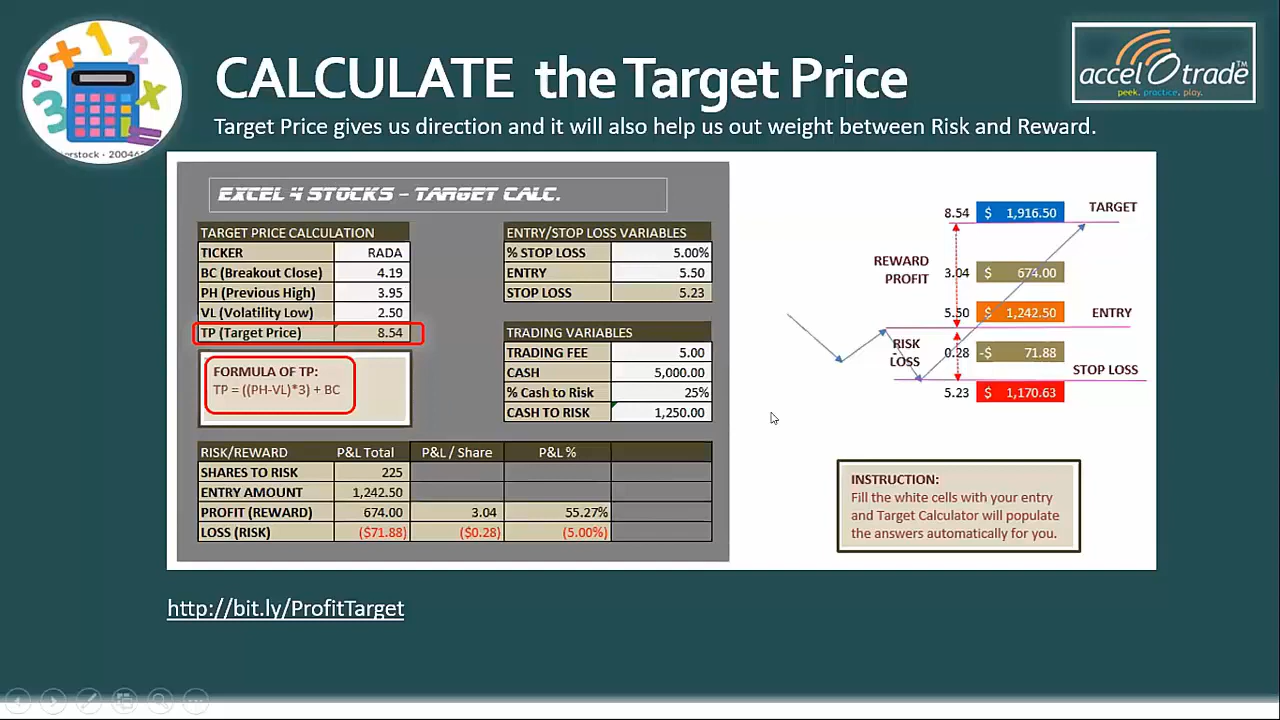 CALCULATE the Target Price
Target Price gives us direction and it will also help us out weight between Risk and Reward.
accelOtrade™
peek. practice. play.
EXCEL 4 STOCKS – TARGET CALC.
TARGET PRICE CALCULATION
TICKER RADA
BC (Breakout Close) 4.19
PH (Previous High) 3.95
VL (Volatility Low) 2.50
TP (Target Price) 8.54
FORMULA OF TP:
TP = ((PH-VL)*3) + BC
ENTRY/STOP LOSS VARIABLES
% STOP LOSS 5.00%
ENTRY 5.50
STOP LOSS 5.23
TRADING VARIABLES
TRADING FEE 5.00
CASH 5,000.00
% Cash to Risk 25%
CASH TO RISK 1,250.00
RISK/REWARD P&L Total P&L / Share P&L %
SHARES TO RISK 225
ENTRY AMOUNT 1,242.50
PROFIT (REWARD) 674.00 3.04 55.27%
LOSS (RISK) ($71.88) ($0.28) (5.00%)
8.54 $ 1,916.50 TARGET
REWARD
PROFIT
3.04 $ 674.00
5.50 $ 1,242.50 ENTRY
RISK
LOSS
0.28 -$ 71.88
STOP LOSS
5.23 $ 1,170.63
INSTRUCTION:
Fill the white cells with your entry
and Target Calculator will populate
the answers automatically for you.
http://bit.ly/ProfitTarget